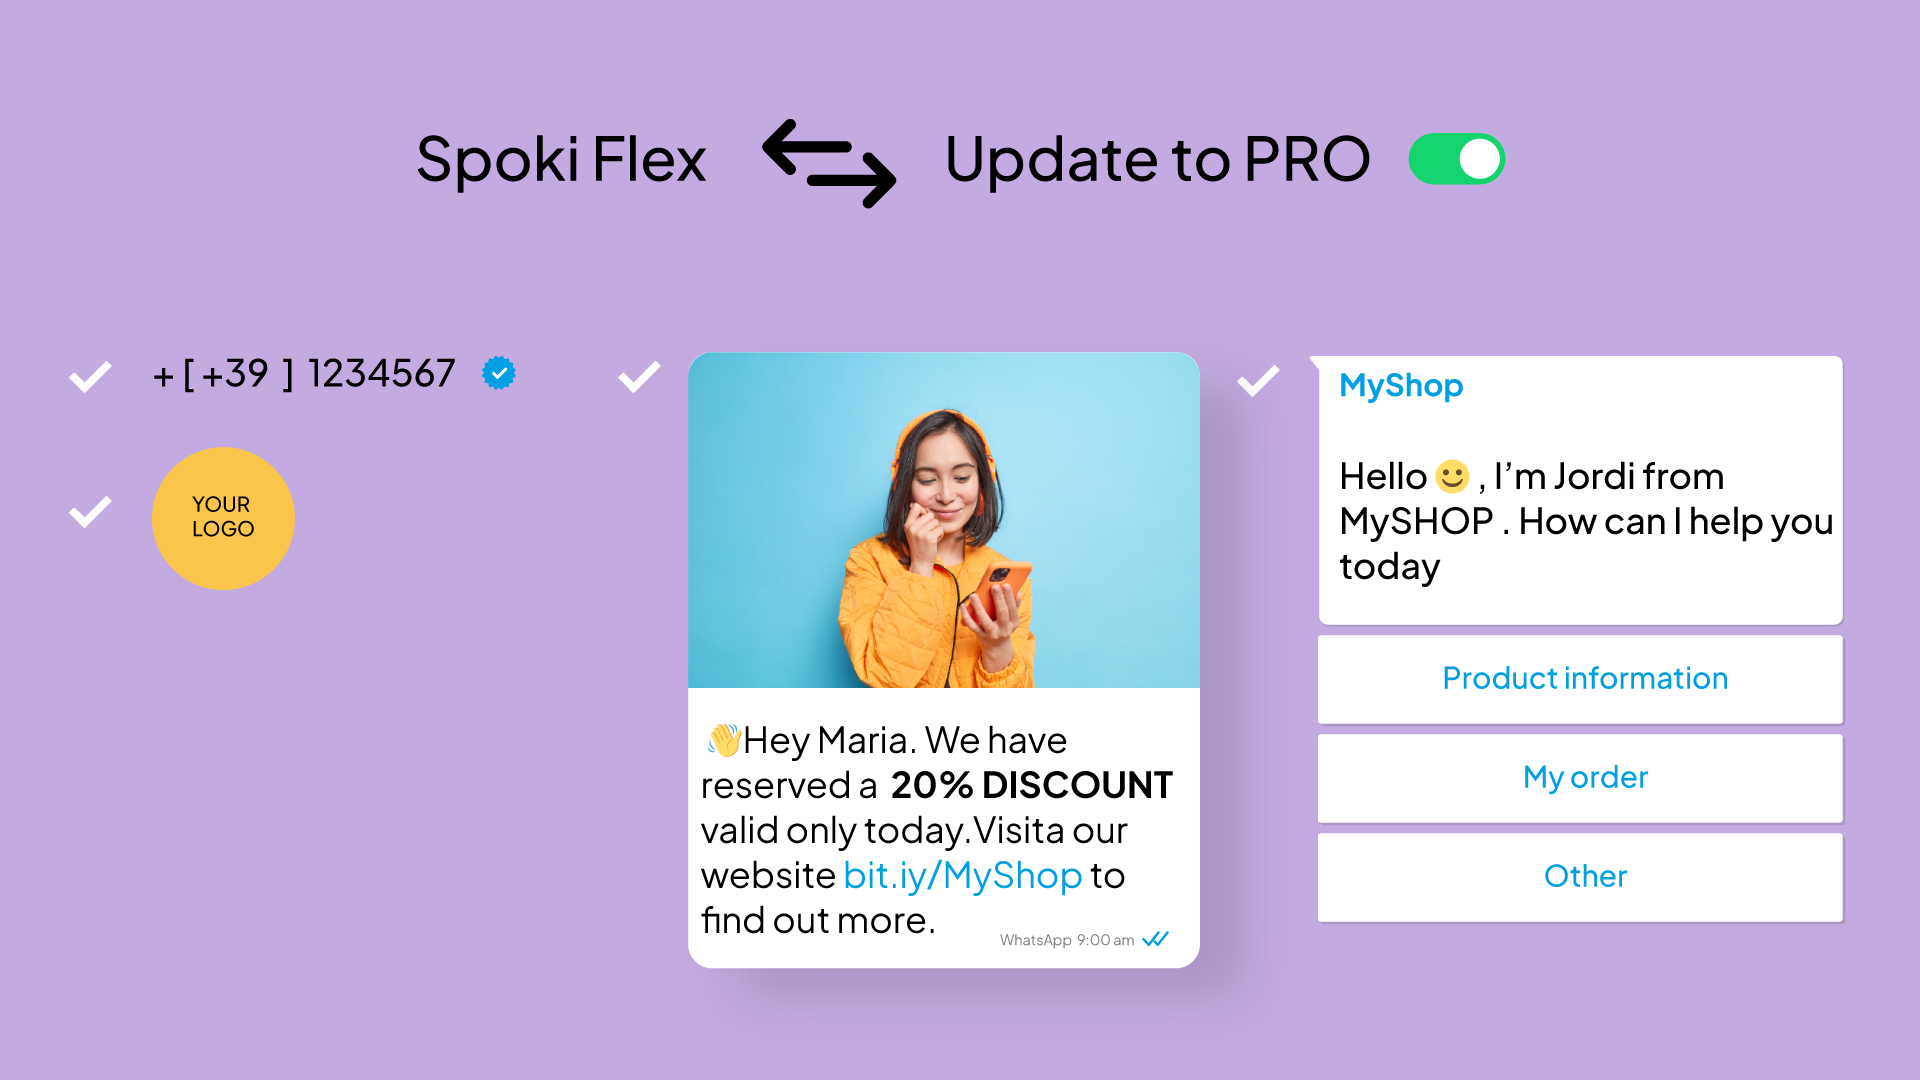 Spoki Flex
Update to PRO
+ [ +39 ] 1234567
YOUR
LOGO
👋Hey Maria. We have
reserved a 20% DISCOUNT
valid only today.Visita our
website bit.iy/MyShop to
find out more.
WhatsApp 9:00 am
MyShop
Hello 🙂 , I’m Jordi from
MySHOP . How can I help you
today
Product information
My order
Other